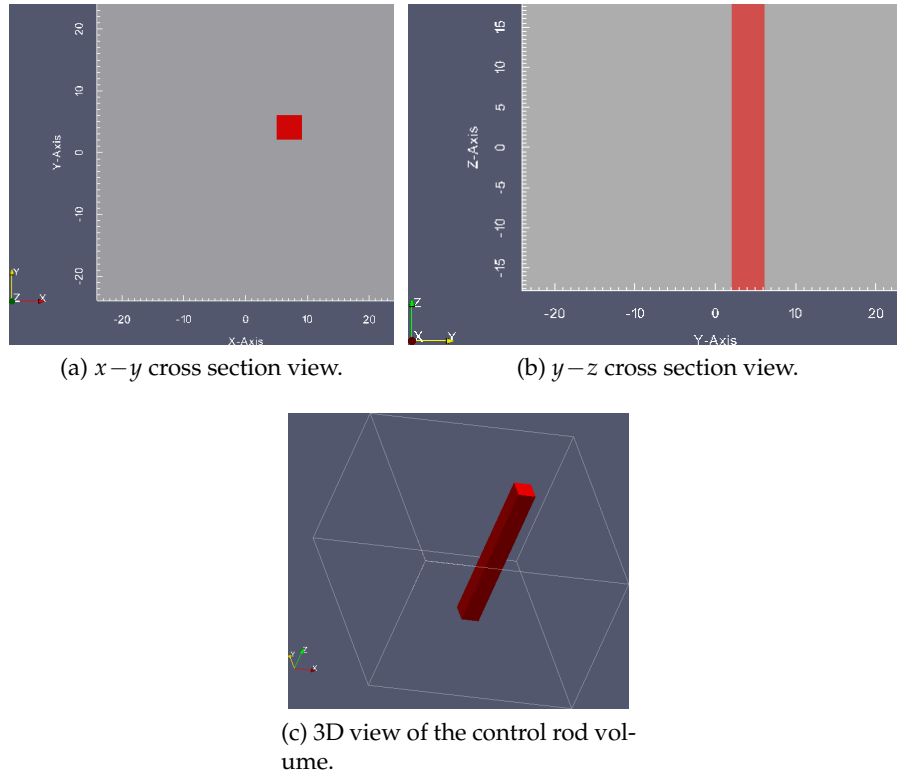 20
10
0
-10
-20
Y-Axis
-20 -10 0 10 20
X-Axis
Y
Z X
15
10
5
0
-5
-10
-15
Z-Axis
-20 -10 0 10 20
Y-Axis
Z
X Y
(a) x−y cross section view.
(b) y−z cross section view.
Y Z
X
(c) 3D view of the control rod vol-
ume.